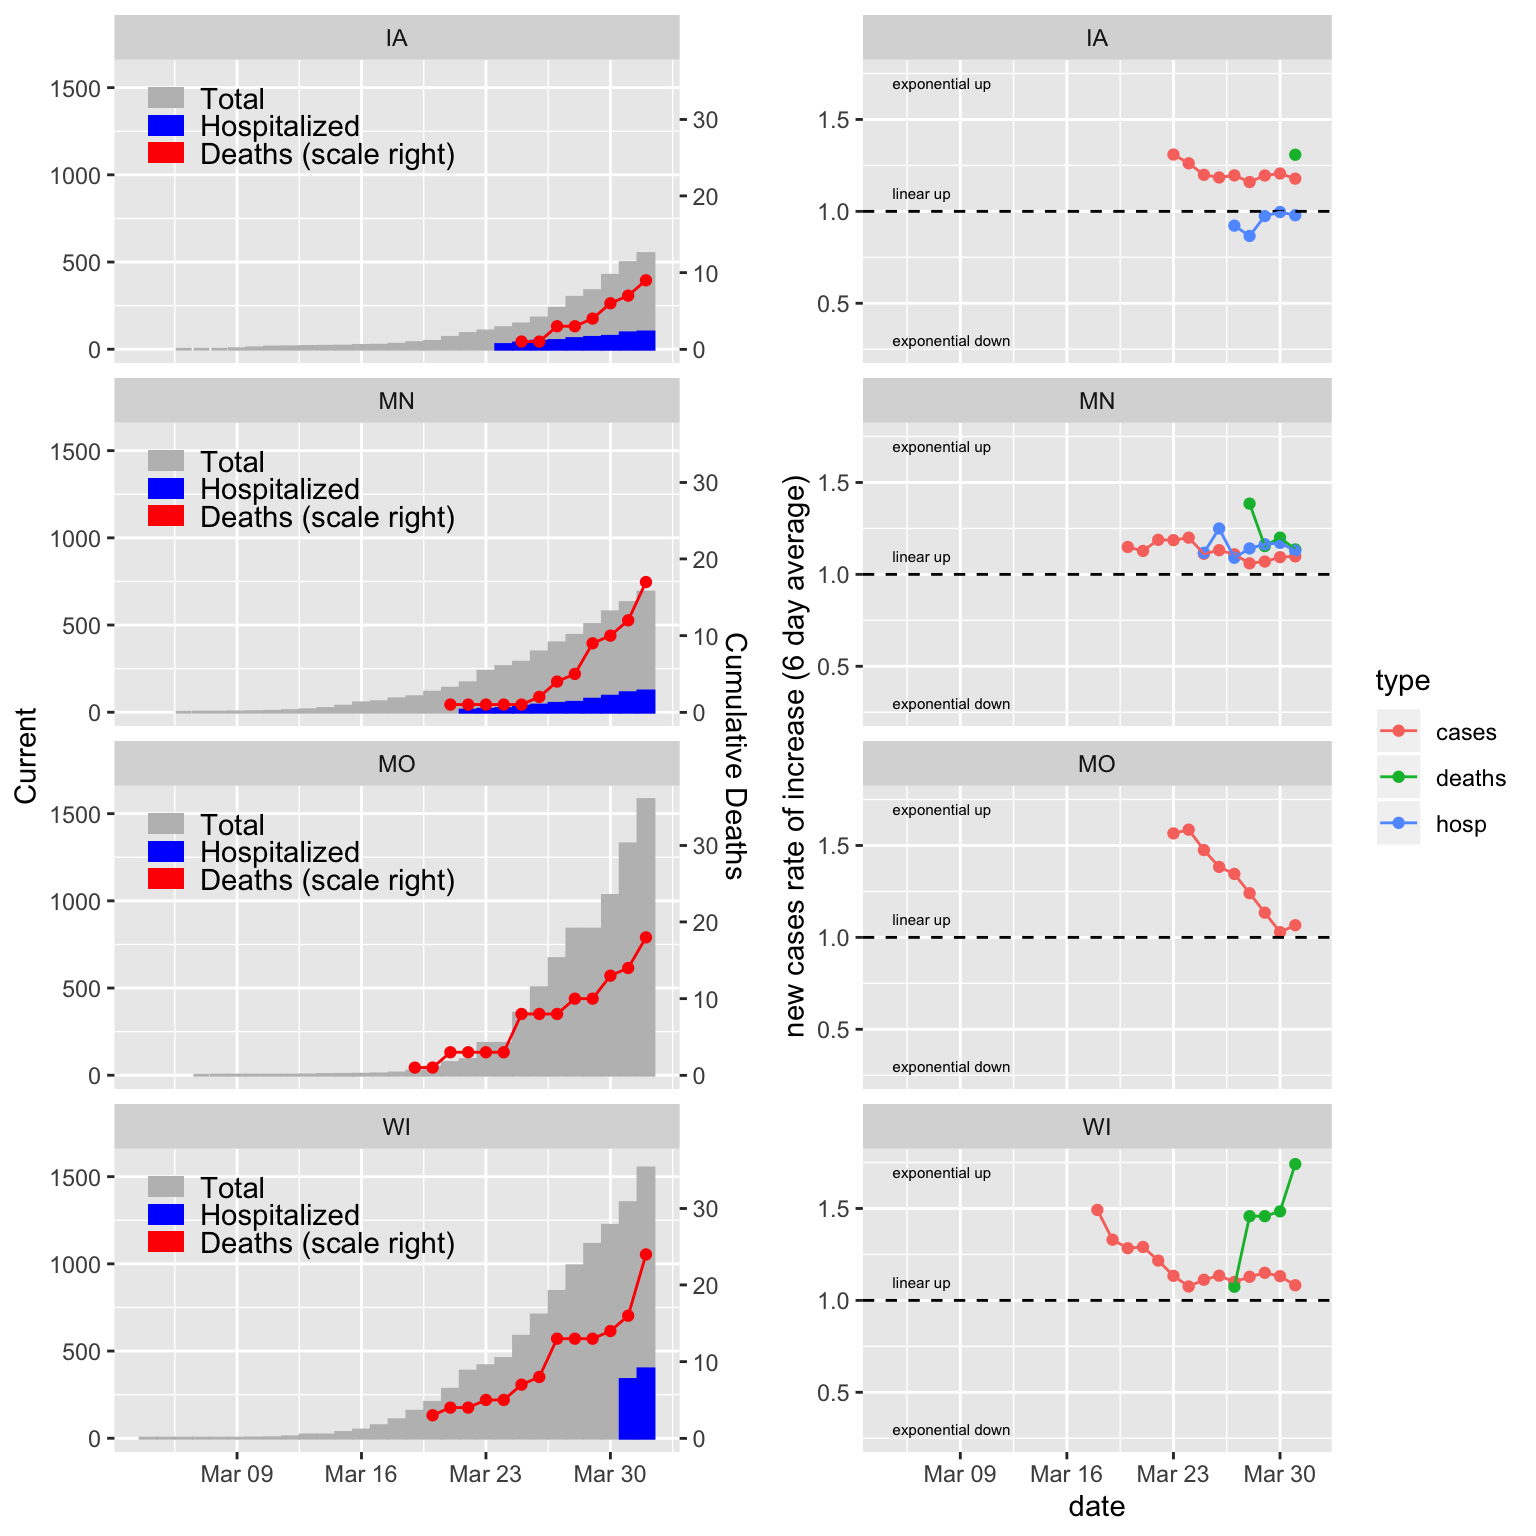 IA
1500
1000
500
0
Total
Hospitalized
Deaths (scale right)
30
20
10
0
MN
1500
1000
500
0
Total
Hospitalized
Deaths (scale right)
30
20
10
0
MO
1500
1000
500
0
Total
Hospitalized
Deaths (scale right)
30
20
10
0
WI
1500
1000
500
0
Total
Hospitalized
Deaths (scale right)
30
20
10
0
Mar 09
Mar 16
Mar 23
Mar 30
Current
Cumulative Deaths
IA
1.5
1.0
0.5
exponential up
linear up
exponential down
MN
1.5
1.0
0.5
exponential up
linear up
exponential down
MO
1.5
1.0
0.5
exponential up
linear up
exponential down
WI
1.5
1.0
0.5
exponential up
linear up
exponential down
Mar 09
Mar 16
Mar 23
Mar 30
date
new cases rate of increase (6 day average)
type
cases
deaths
hosp